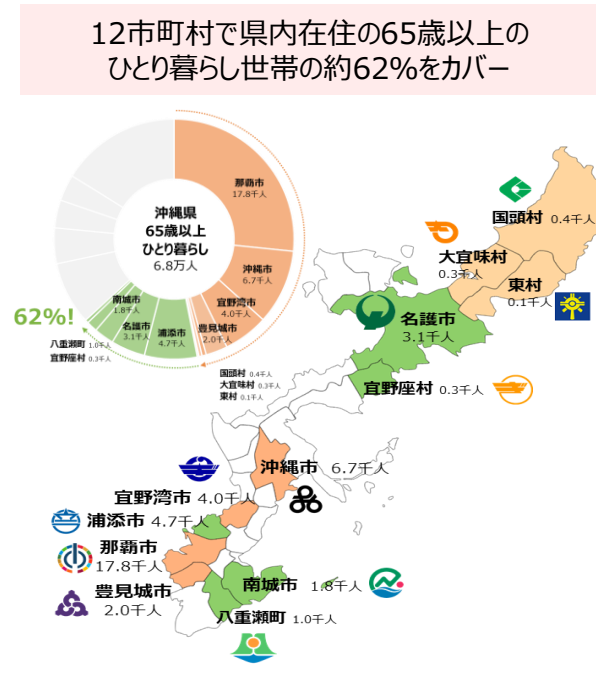 12市町村で県内在住の65歳以上の
ひとり暮らし世帯の約62%をカバー
那覇市
17.8千人
沖縄県
65歳以上
ひとり暮らし
6.8万人
沖縄市
6.7千人
宜野湾市
4.0千人
豊見城市
2.0千人
南城市
1.8千人
名護市
3.1千人
浦添市
4.7千人
62%!
八重瀬町 1.0千人
宜野座村 0.3千人
国頭村 0.4千人
大宜味村 0.3千人
東村 0.1千人
国頭村 0.4千人
大宜味村
0.3千人
東村
0.1千人
名護市
3.1千人
宜野座村 0.3千人
沖縄市 6.7千人
宜野湾市 4.0千人
浦添市 4.7千人
那覇市
17.8千人
豊見城市
2.0千人
南城市 1.8千人
八重瀬町 1.0千人